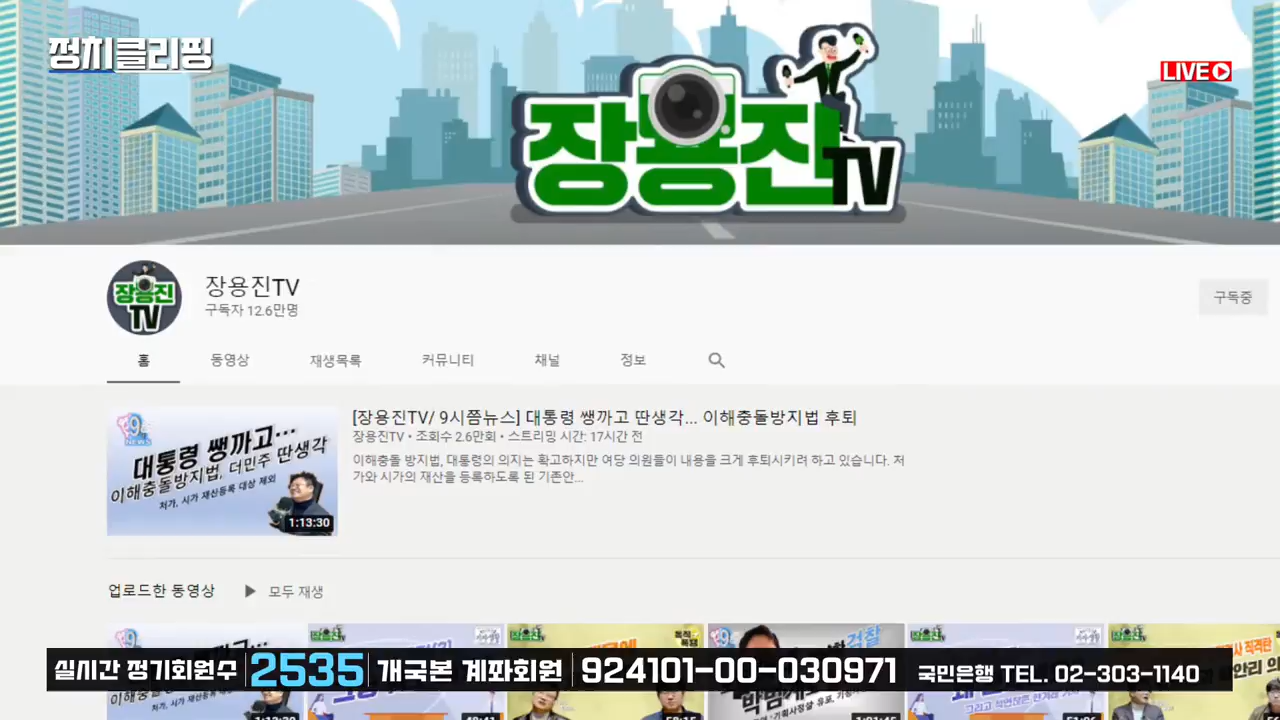 정치클리핑
LIVE
장용진TV
장용진TV
장용진TV
구독자 12.6만명
구독중
홈
동영상
재생목록
커뮤니티
채널
정보
대통령 쌩까고...
이해충돌방지법, 더민주 딴생각
처가, 시가 재산등록 대상 제외
NEWS
1:13:30
[장용진TV/ 9시쯤뉴스] 대통령 쌩까고 딴생각... 이해충돌방지법 후퇴
장용진TV • 조회수 2.6만회 • 스트리밍 시간: 17시간 전
이해충돌 방지법, 대통령의 의지는 확고하지만 여당 의원들이 내용을 크게 후퇴시키려 하고 있습니다. 저
가와 시가의 재산을 등록하도록 된 기존안...
업로드한 동영상
모두 재생
실시간 정기회원수 2535 개국본 계좌회원 924101-00-030971 국민은행 TEL. 02-303-1140